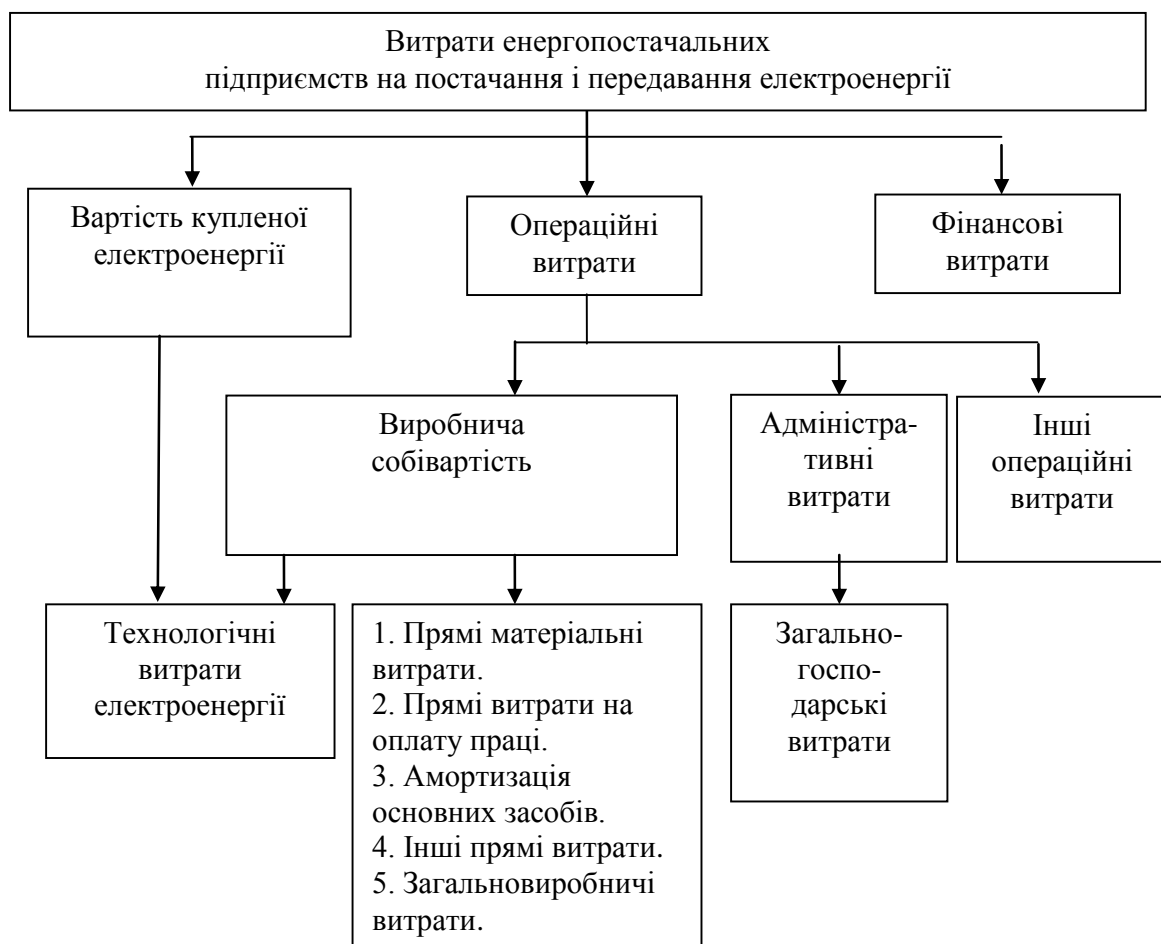 Витрати енергопостачальних
підприємств на постачання і передавання електроенергії
Вартість купленої
електроенергії
Операційні
витрати
Фінансові
витрати
Виробнича
собівартість
Адміністра-
тивні
витрати
Інші
операційні
витрати
Технологічні
витрати
електроенергії
1. Прямі матеріальні
витрати.
2. Прямі витрати на
оплату праці.
3. Амортизація
основних засобів.
4. Інші прямі витрати.
5. Загальновиробничі
витрати.
Загально-
госпо-
дарські
витрати